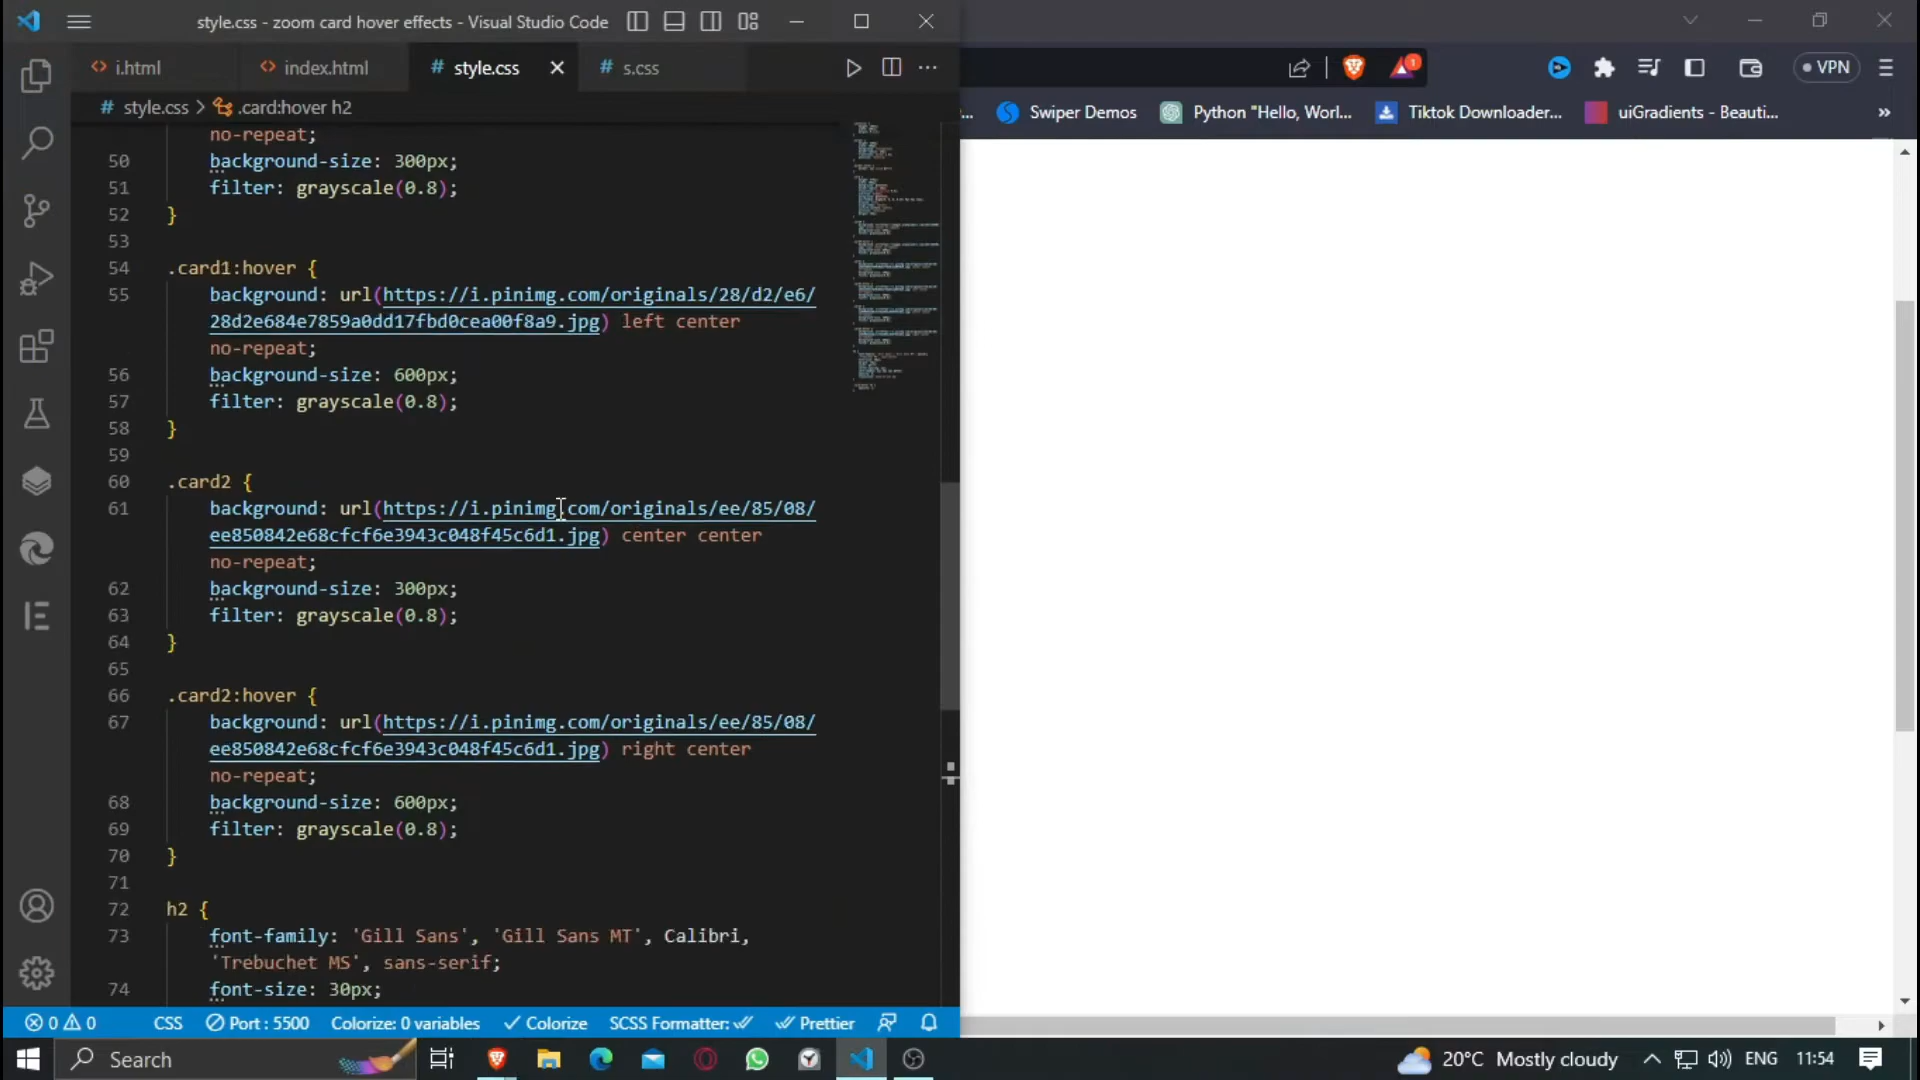 style.css - zoom card hover effects - Visual Studio Code
i.html
index.html
# style.css
# s.css
# style.css > .card:hover h2
no-repeat;
50 background-size: 300px;
51 filter: grayscale(0.8);
52 }
53
54 .card1:hover {
55 background: url(https://i.pinimg.com/originals/28/d2/e6/
28d2e684e7859a0dd17fbd0cea00f8a9.jpg) left center
no-repeat;
56 background-size: 600px;
57 filter: grayscale(0.8);
58 }
59
60 .card2 {
61 background: url(https://i.pinimg.com/originals/ee/85/08/
ee850842e68cfcf6e3943c048f45c6d1.jpg) center center
no-repeat;
62 background-size: 300px;
63 filter: grayscale(0.8);
64 }
65
66 .card2:hover {
67 background: url(https://i.pinimg.com/originals/ee/85/08/
ee850842e68cfcf6e3943c048f45c6d1.jpg) right center
no-repeat;
68 background-size: 600px;
69 filter: grayscale(0.8);
70 }
71
72 h2 {
73 font-family: 'Gill Sans', 'Gill Sans MT', Calibri,
'Trebuchet MS', sans-serif;
74 font-size: 30px;
0 0 CSS Port : 5500 Colorize: 0 variables Colorize SCSS Formatter: Prettier
1
VPN
... Swiper Demos Python "Hello, Worl... Tiktok Downloader... uiGradients - Beauti... »
Search
20°C Mostly cloudy ENG 11:54